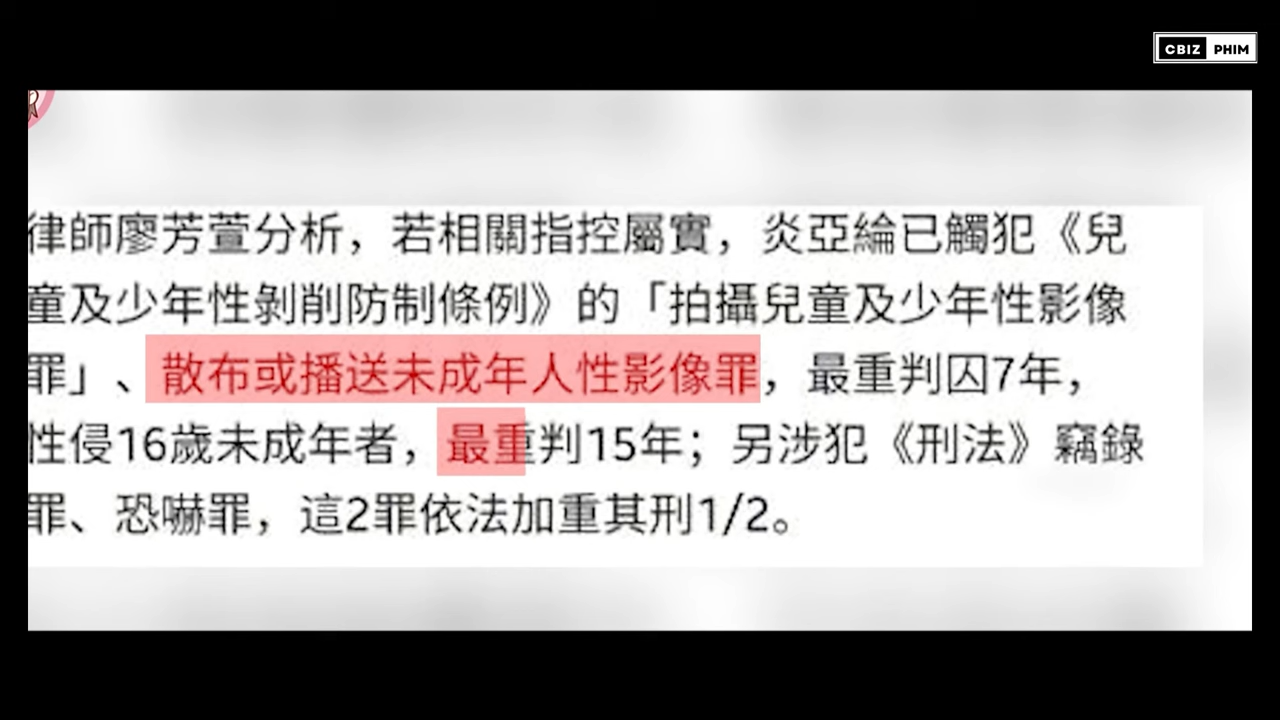 CBIZ PHIM
律師廖芳萱分析，若相關指控屬實，炎亞綸已觸犯《兒
童及少年性剝削防制條例》的「拍攝兒童及少年性影像
罪」、散布或播送未成年人性影像罪，最重判囚7年，
性侵16歲未成年者，最重判15年；另涉犯《刑法》竊錄
罪、恐嚇罪，這2罪依法加重其刑1/2。